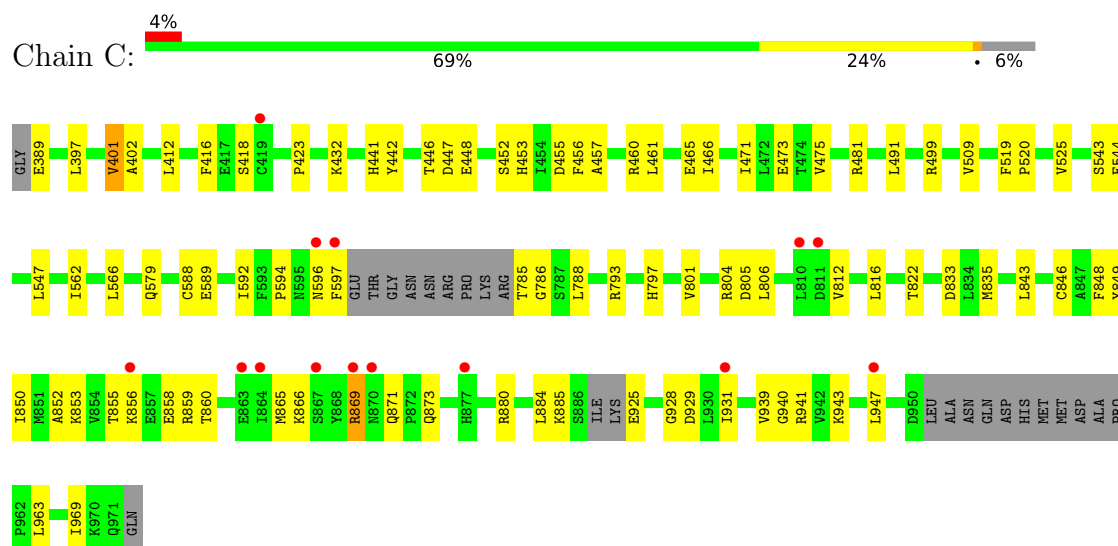 4%
Chain C:
69% 24% • 6%
GLY E389 L397 V401 A402 L412 F416 E417 S418 C419 P423 K432 H441 Y442 T446 D447 E448 S452 H453 I454 D455 F456 A457 R460 L461 E465 I466 I471 L472 E473 T474 V475 R481 L491 R499 V509 F519 P520 V525 S543
L547 I562 L566 Q579 C588 E589 I592 F593 P594 N595 N596 F597 GLU THR GLY ASN ASN ARG PRO LYS ARG T785 G786 S787 L788 R793 H797 V801 R804 D805 L806 L810 D811 V812 L816 T822 D833 L834 M835 L843 C846 A847 F848
I850 M851 A852 K853 V854 T855 K856 E857 E858 R859 T860 E863 I864 M865 K866 S867 Y868 R869 N870 Q871 P872 Q873 H877 R880 L884 K885 S886 ILE LYS E925 G928 D929 L930 I931 V939 G940 R941 V942 K943 L947 D950 LEU ALA ASN GLN ASP HIS MET MET ASP ALA
P962 L963 I969 K970 Q971 GLN